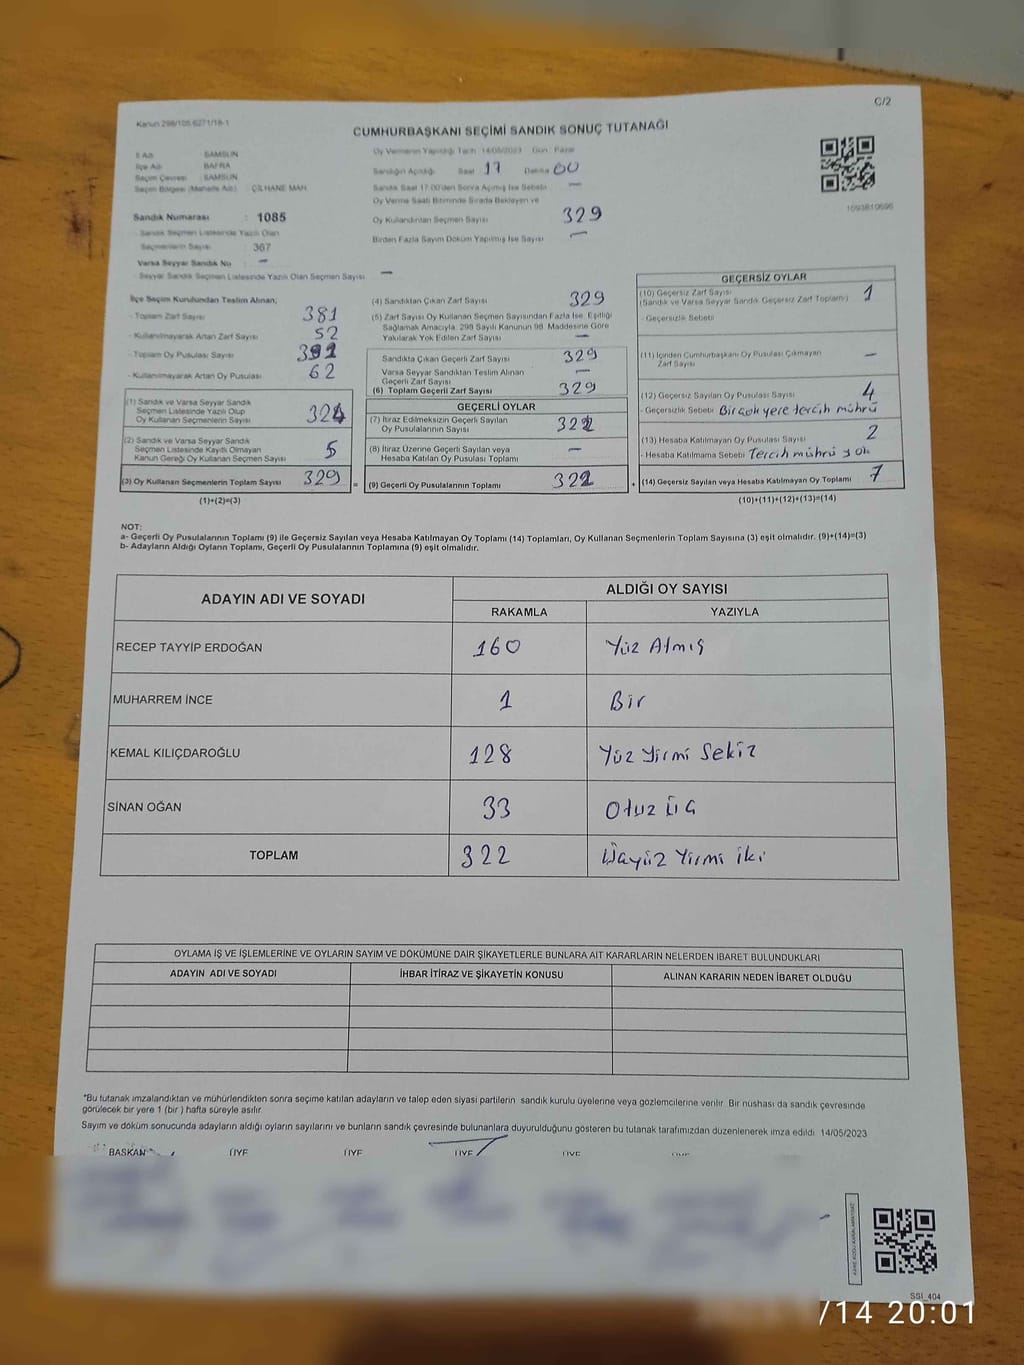 C/2
Kanun 298/105,6271/18-1
CUMHURBAŞKANI SEÇİMİ SANDIK SONUÇ TUTANAĞI
İl Adı : SAMSUN
İlçe Adı : BAFRA
Seçim Çevresi : SAMSUN
Seçim Bölgesi (Mahalle Adı) : ÇİLHANE MAH.
Sandık Numarası : 1085
- Sandık Seçmen Listesinde Yazılı Olan
Seçmenlerin Sayısı : 367
Varsa Seyyar Sandık No : —
- Seyyar Sandık Seçmen Listesinde Yazılı Olan Seçmen Sayısı —
Oy Vermenin Yapıldığı Tarih: 14/05/2023 Gün: Pazar
Sandığın Açıldığı Saat 17 Dakika 00
Sandık Saat 17.00'den Sonra Açılmış İse Sebebi —
Oy Verme Saati Bitiminde Sırada Bekleyen ve
Oy Kullandırılan Seçmen Sayısı 329
Birden Fazla Sayım Döküm Yapılmış İse Sayısı —
İlçe Seçim Kurulundan Teslim Alınan;
- Toplam Zarf Sayısı 381
- Kullanılmayarak Artan Zarf Sayısı 52
- Toplam Oy Pusulası Sayısı
- Kullanılmayarak Artan Oy Pusulası 62
(1) Sandık ve Varsa Seyyar Sandık
Seçmen Listesinde Yazılı Olup
Oy Kullanan Seçmenlerin Sayısı 324
(2) Sandık ve Varsa Seyyar Sandık
Seçmen Listesinde Kayıtlı Olmayan
Kanun Gereği Oy Kullanan Seçmen Sayısı 5
(3) Oy Kullanan Seçmenlerin Toplam Sayısı 329
(1)+(2)=(3)
(4) Sandıktan Çıkan Zarf Sayısı 329
(5) Zarf Sayısı Oy Kullanan Seçmen Sayısından Fazla İse, Eşitliği
Sağlamak Amacıyla, 298 Sayılı Kanunun 98. Maddesine Göre
Yakılarak Yok Edilen Zarf Sayısı —
Sandıkta Çıkan Geçerli Zarf Sayısı 329
Varsa Seyyar Sandıktan Teslim Alınan
Geçerli Zarf Sayısı —
(6) Toplam Geçerli Zarf Sayısı 329
GEÇERLİ OYLAR
(7) İtiraz Edilmeksizin Geçerli Sayılan
Oy Pusulalarının Sayısı 322
(8) İtiraz Üzerine Geçerli Sayılan veya
Hesaba Katılan Oy Pusulası Toplamı —
= (9) Geçerli Oy Pusulalarının Toplamı 322
GEÇERSİZ OYLAR
(10) Geçersiz Zarf Sayısı 1
(Sandık ve Varsa Seyyar Sandık Geçersiz Zarf Toplamı)
- Geçersizlik Sebebi
(11) İçinden Cumhurbaşkanı Oy Pusulası Çıkmayan
Zarf Sayısı —
(12) Geçersiz Sayılan Oy Pusulası Sayısı 4
- Geçersizlik Sebebi Birçok yere tercih mührü
(13) Hesaba Katılmayan Oy Pusulası Sayısı 2
- Hesaba Katılmama Sebebi Tercih mührü yok
+ (14) Geçersiz Sayılan veya Hesaba Katılmayan Oy Toplamı 7
(10)+(11)+(12)+(13)=(14)
NOT:
a- Geçerli Oy Pusulalarının Toplamı (9) ile Geçersiz Sayılan veya Hesaba Katılmayan Oy Toplamı (14) Toplamları, Oy Kullanan Seçmenlerin Toplam Sayısına (3) eşit olmalıdır. (9)+(14)=(3)
b- Adayların Aldığı Oyların Toplamı, Geçerli Oy Pusulalarının Toplamına (9) eşit olmalıdır.
ADAYIN ADI VE SOYADI
ALDIĞI OY SAYISI
RAKAMLA YAZIYLA
RECEP TAYYİP ERDOĞAN 160 Yüz Atmış
MUHARREM İNCE 1 Bir
KEMAL KILIÇDAROĞLU 128 Yüz Yirmi Sekiz
SİNAN OĞAN 33 Otuz Üç
TOPLAM 322 Üçyüz Yirmi iki
OYLAMA İŞ VE İŞLEMLERİNE VE OYLARIN SAYIM VE DÖKÜMÜNE DAİR ŞİKAYETLERLE BUNLARA AİT KARARLARIN NELERDEN İBARET BULUNDUKLARI
ADAYIN ADI VE SOYADI İHBAR İTİRAZ VE ŞİKAYETİN KONUSU ALINAN KARARIN NEDEN İBARET OLDUĞU
*Bu tutanak imzalandıktan ve mühürlendikten sonra seçime katılan adayların ve talep eden siyasi partilerin sandık kurulu üyelerine veya gözlemcilerine verilir. Bir nüshası da sandık çevresinde
görülecek bir yere 1 (bir ) hafta süreyle asılır.
Sayım ve döküm sonucunda adayların aldığı oyların sayılarını ve bunların sandık çevresinde bulunanlara duyurulduğunu gösteren bu tutanak tarafımızdan düzenlenerek imza edildi. 14/05/2023
BAŞKAN ÜYE ÜYE ÜYE ÜYE ÜYE
SSI_404
/14 20:01